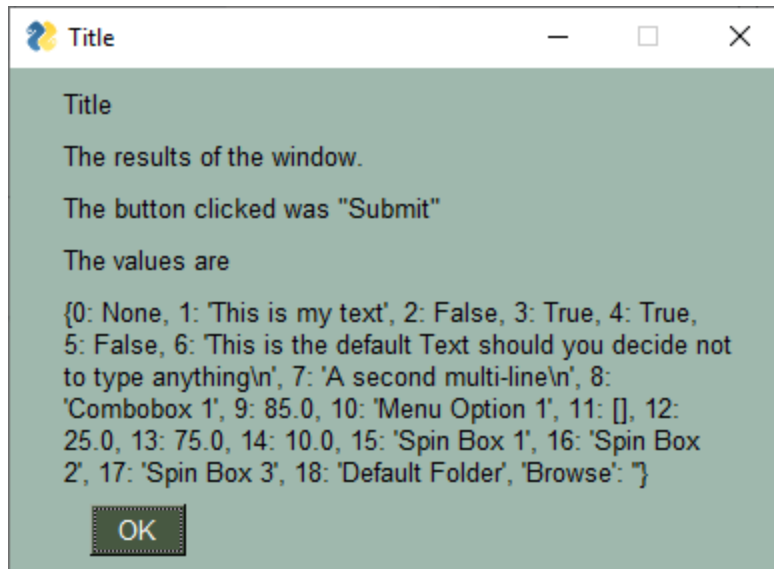 Title
Title
The results of the window.
The button clicked was "Submit"
The values are
{0: None, 1: 'This is my text', 2: False, 3: True, 4: True,
5: False, 6: 'This is the default Text should you decide not
to type anything\n', 7: 'A second multi-line\n', 8:
'Combobox 1', 9: 85.0, 10: 'Menu Option 1', 11: [], 12:
25.0, 13: 75.0, 14: 10.0, 15: 'Spin Box 1', 16: 'Spin Box
2', 17: 'Spin Box 3', 18: 'Default Folder', 'Browse': ''}
OK